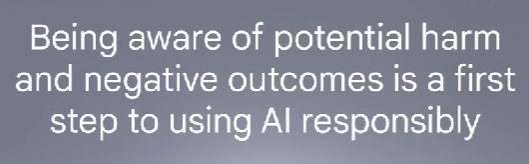 Being aware of potential harm
and negative outcomes is a first
step to using AI responsibly